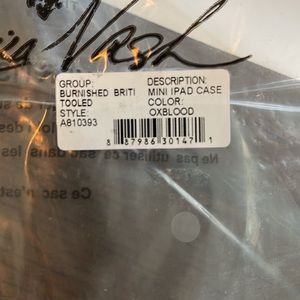 Nash
GROUP:
BURNISHED BRITI
TOOLED
STYLE:
A810393
DESCRIPTION:
MINI IPAD CASE
COLOR:
OXBLOOD
8 87986 30147 1
Ne pas utiliser ce sac dans les
Ce sac n'est